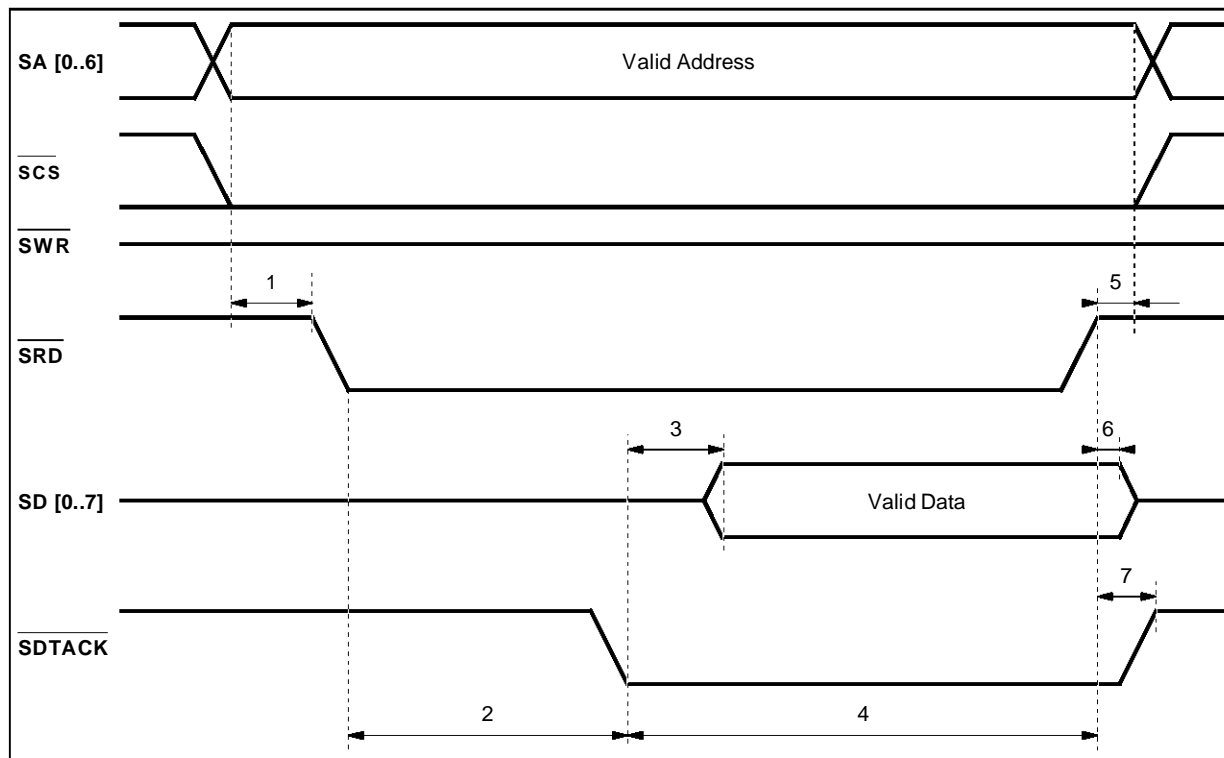 SA [0..6]
Valid Address
SCS
SWR
1
5
SRD
3
6
SD [0..7]
Valid Data
7
SDTACK
2
4